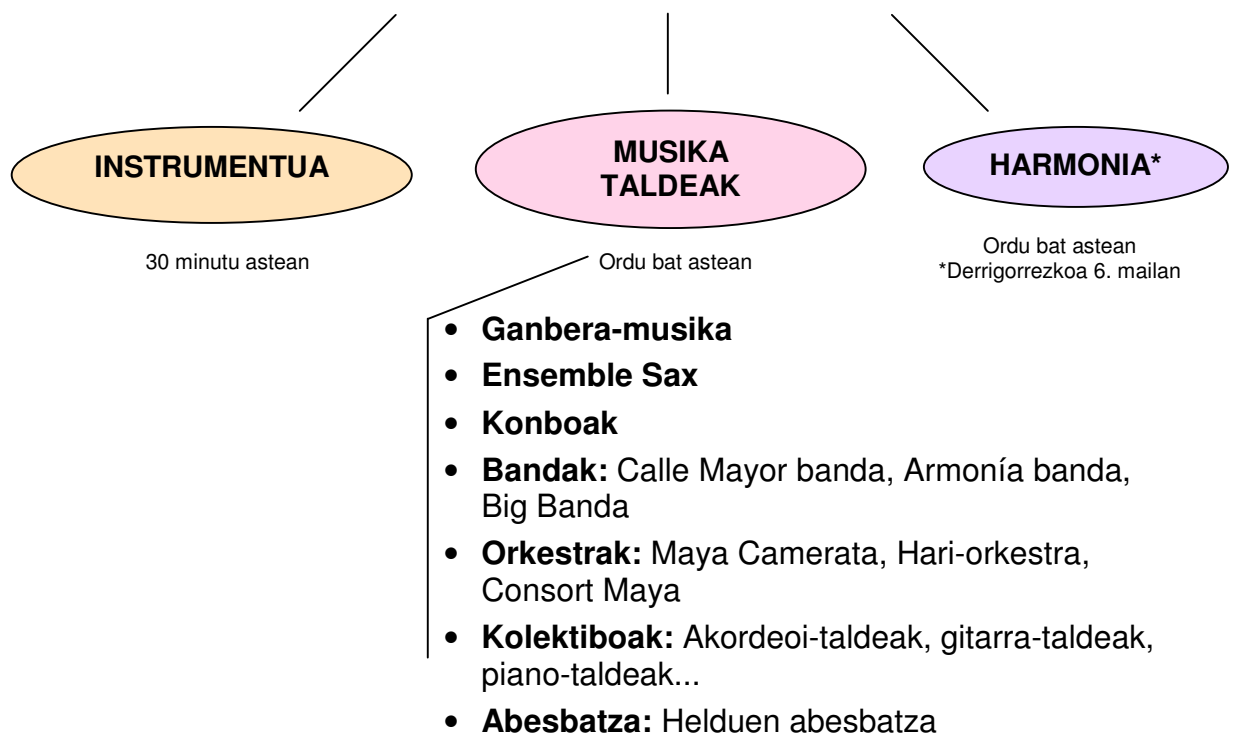 INSTRUMENTUA
30 minutu astean
MUSIKA
TALDEAK
Ordu bat astean
HARMONIA*
Ordu bat astean
*Derrigorrezkoa 6. mailan
• Ganbera-musika
• Ensemble Sax
• Konboak
• Bandak: Calle Mayor banda, Armonía banda,
Big Banda
• Orkestrak: Maya Camerata, Hari-orkestra,
Consort Maya
• Kolektiboak: Akordeoi-taldeak, gitarra-taldeak,
piano-taldeak...
• Abesbatza: Helduen abesbatza